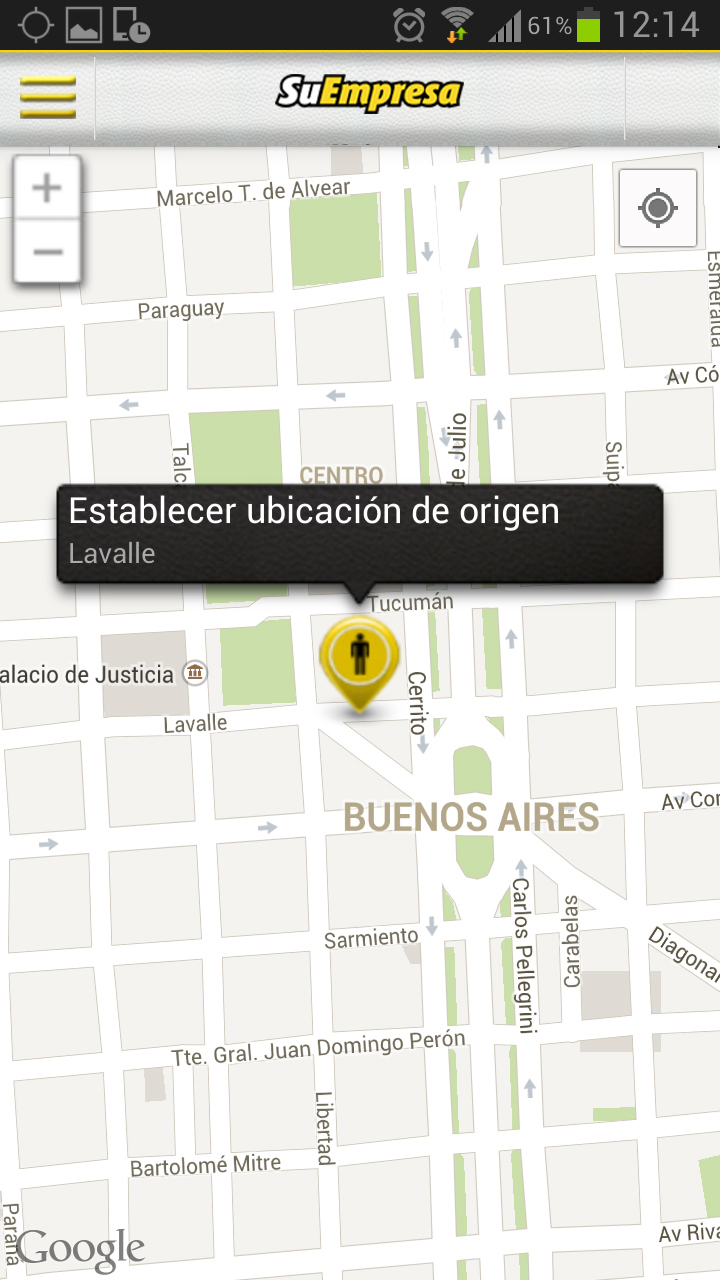 61% 12:14
SuEmpresa
+
Marcelo T. de Alvear
−
Esmeralda
Paraguay
Av Có
Talc
de Julio
Suipa
CENTRO
Establecer ubicación de origen
Lavalle
Tucumán
alacio de Justicia
Cerrito
Lavalle
Av Cor
BUENOS AIRES
Carlos Pellegrini
Carabelas
Sarmiento
Diagonar
Tte. Gral. Juan Domingo Perón
Libertad
Bartolomé Mitre
Paraná
Av Riva
Google